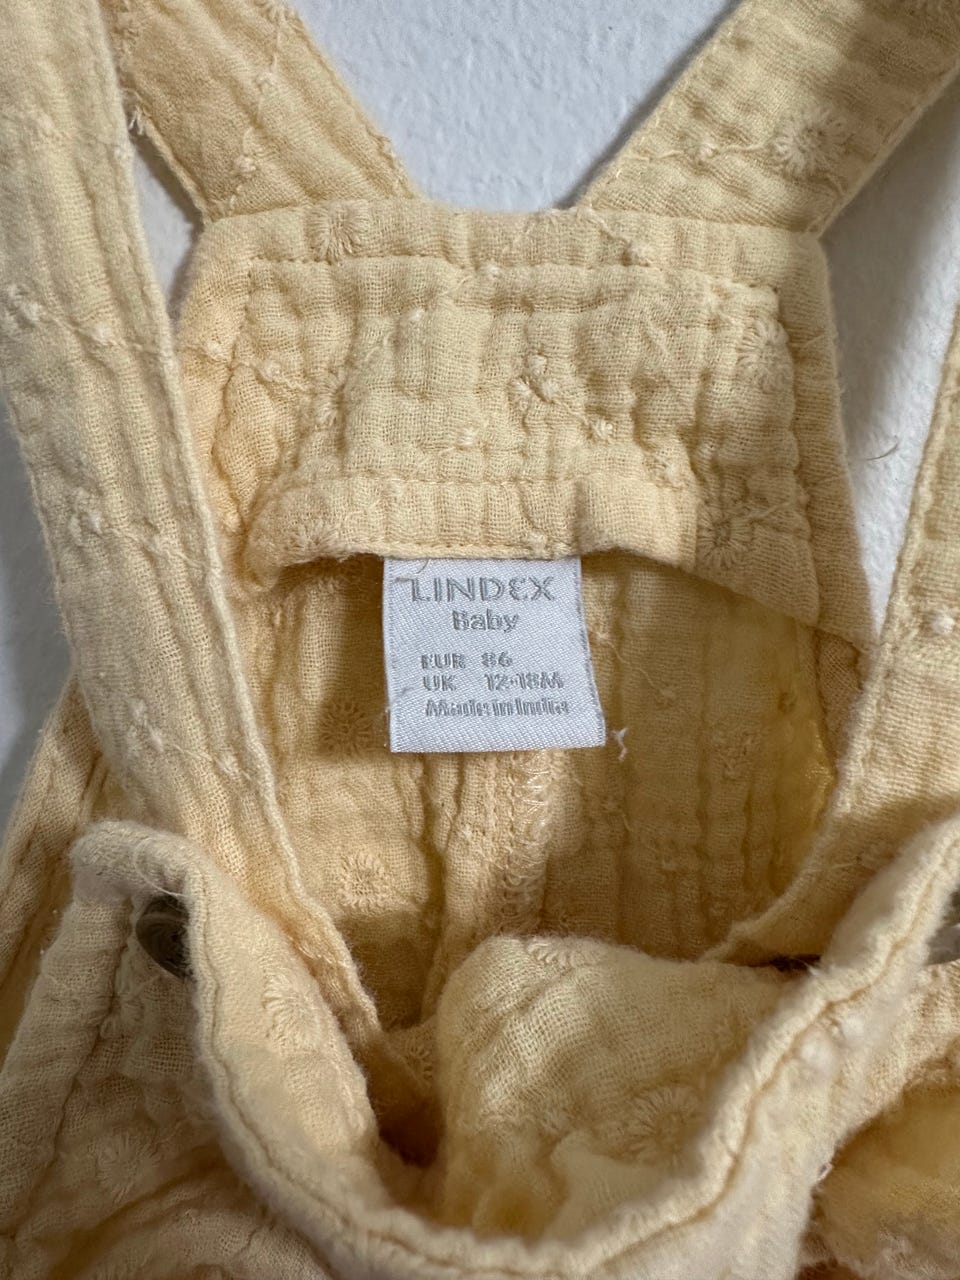 LINDEX
Baby
EUR 86
UK 12-18M
Made in India